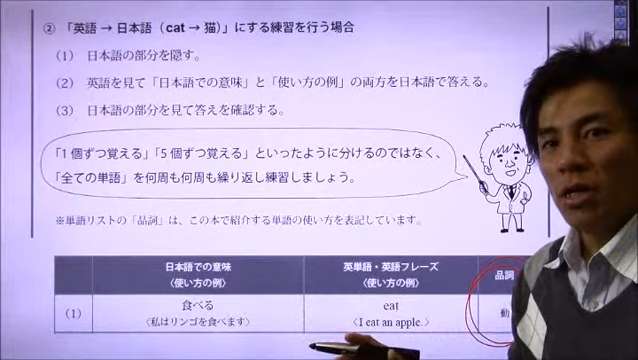 ② 「英語 → 日本語（cat → 猫）」にする練習を行う場合
（1） 日本語の部分を隠す。
（2） 英語を見て「日本語での意味」と「使い方の例」の両方を日本語で答える。
（3） 日本語の部分を見て答えを確認する。
「1個ずつ覚える」「5個ずつ覚える」といったように分けるのではなく、
「全ての単語」を何周も何周も繰り返し練習しましょう。
※単語リストの「品詞」は、この本で紹介する単語の使い方を表記しています。
日本語での意味 英単語・英語フレーズ 品詞
〈使い方の例〉 〈使い方の例〉
（1） 食べる eat 動
〈私はリンゴを食べます〉 〈I eat an apple.〉